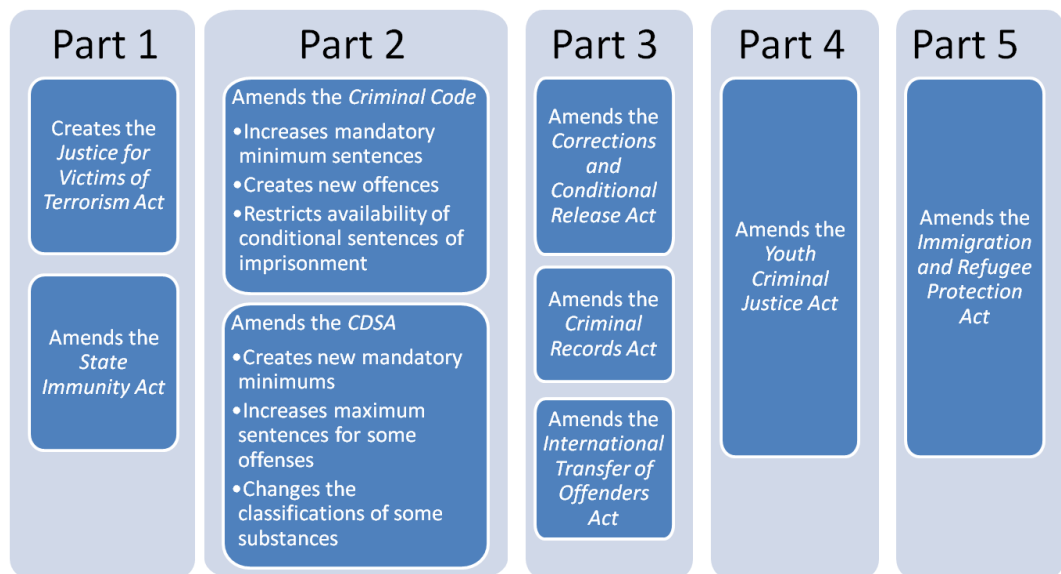 Part 1
Creates the
Justice for
Victims of
Terrorism Act
Amends the
State
Immunity Act
Part 2
Amends the Criminal Code
•Increases mandatory
minimum sentences
•Creates new offences
•Restricts availability of
conditional sentences of
imprisonment
Amends the CDSA
•Creates new mandatory
minimums
•Increases maximum
sentences for some
offenses
•Changes the
classifications of some
substances
Part 3
Amends the
Corrections
and
Conditional
Release Act
Amends the
Criminal
Records Act
Amends the
International
Transfer of
Offenders
Act
Part 4
Amends the
Youth
Criminal
Justice Act
Part 5
Amends the
Immigration
and Refugee
Protection
Act